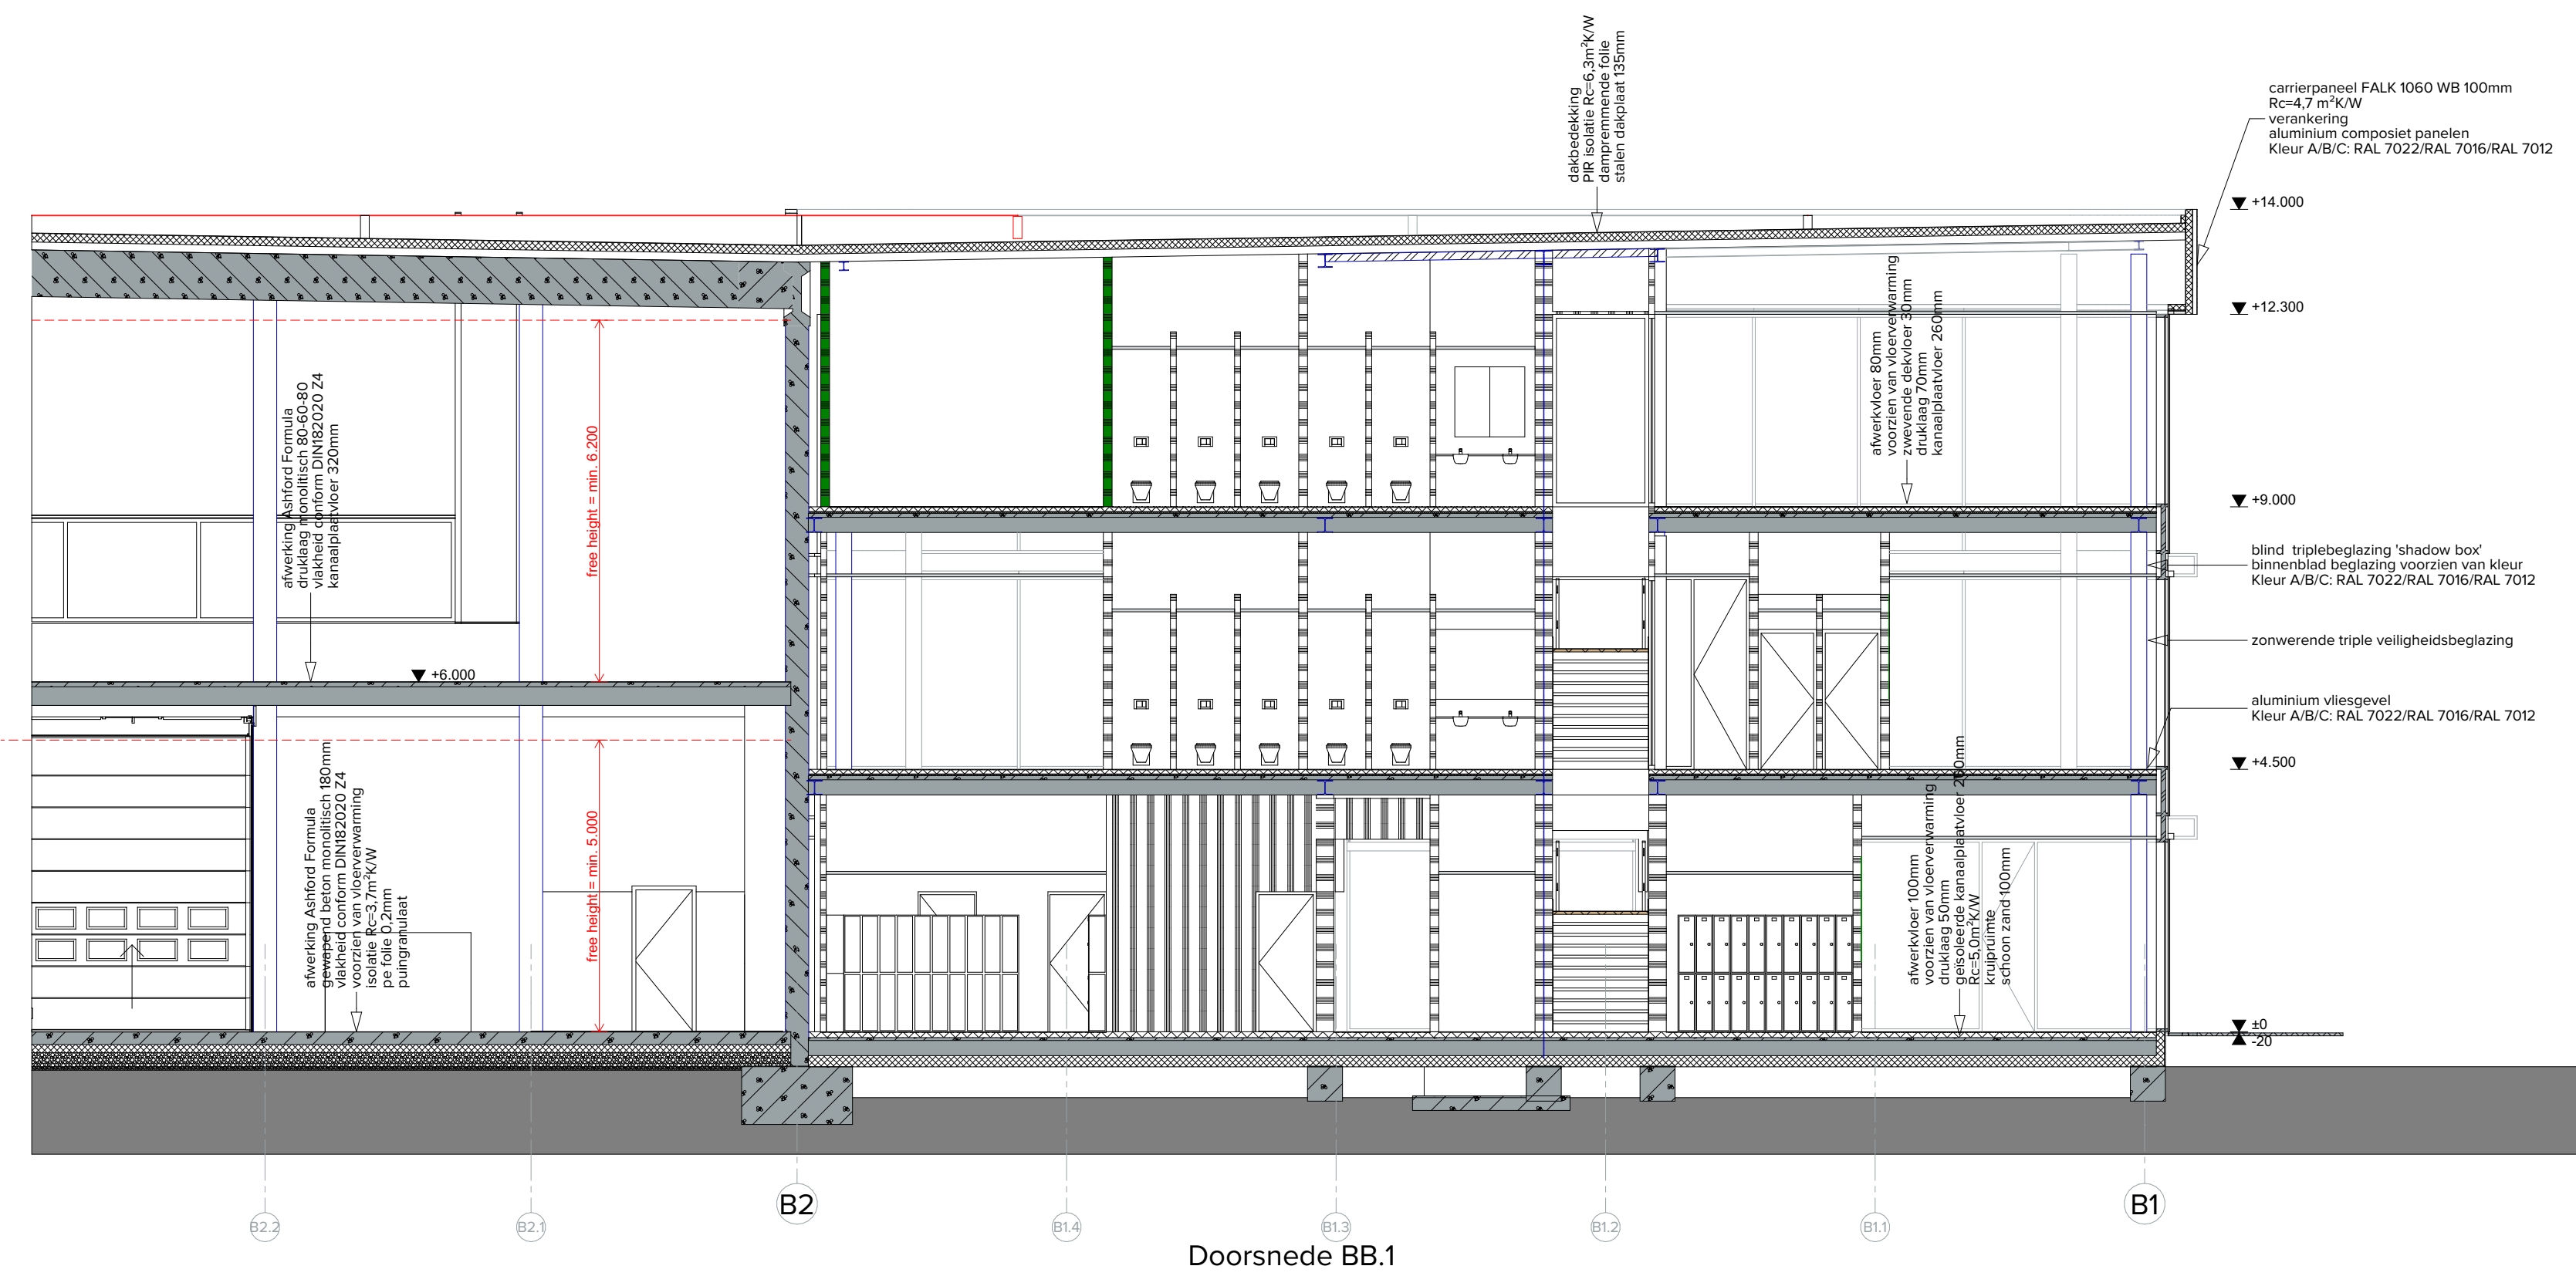 dakbedekking
PIR isolatie Rc=6,3m²K/W
dampremmende folie
stalen dakplaat 135mm
carrierpaneel FALK 1060 WB 100mm
Rc=4,7 m²K/W
verankering
aluminium composiet panelen
Kleur A/B/C: RAL 7022/RAL 7016/RAL 7012
+14.000
+12.300
afwerking Ashford Formula
druklaag monolitisch 80-60-80
vlakheid conform DIN182020 Z4
kanaalplaatvloer 320mm
free height = min. 6.200
afwerkvloer 80mm
voorzien van vloerverwarming
zwevende dekvloer 30mm
druklaag 70mm
kanaalplaatvloer 260mm
+9.000
blind triplebeglazing 'shadow box'
binnenblad beglazing voorzien van kleur
Kleur A/B/C: RAL 7022/RAL 7016/RAL 7012
zonwerende triple veiligheidsbeglazing
+6.000
aluminium vliesgevel
Kleur A/B/C: RAL 7022/RAL 7016/RAL 7012
+4.500
afwerking Ashford Formula
gewapend beton monolitisch 180mm
vlakheid conform DIN182020 Z4
voorzien van vloerverwarming
isolatie Rc=3,7m²K/W
pe folie 0,2mm
puingranulaat
free height = min. 5.000
afwerkvloer 100mm
voorzien van vloerverwarming
druklaag 50mm
geïsoleerde kanaalplaatvloer 260mm
Rc=5,0m²K/W
kruipruimte
schoon zand 100mm
±0
-20
B2.2
B2.1
B2
B1.4
B1.3
B1.2
B1.1
B1
Doorsnede BB.1